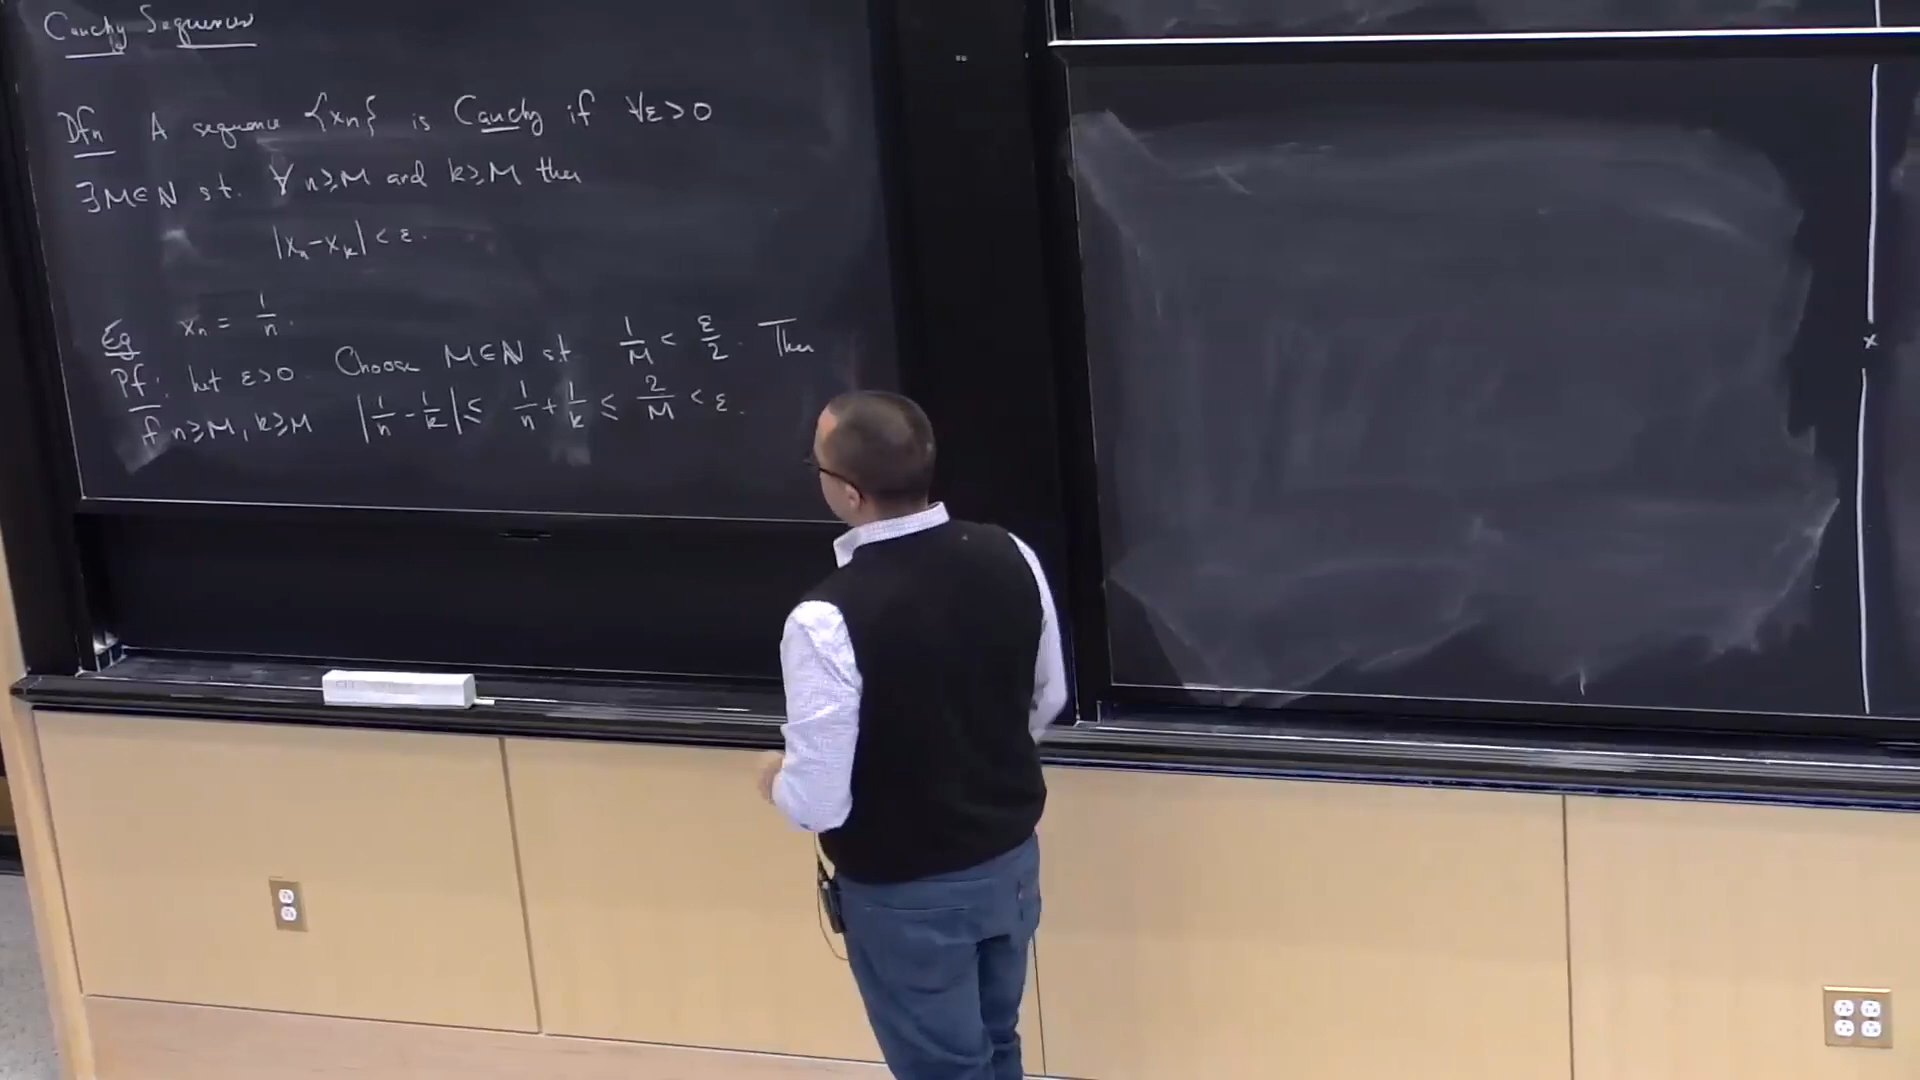 Cauchy Sequences
Dfn A sequence {xn} is Cauchy if ∀ε>0
∃M∈ℕ s.t. ∀ n≥M and k≥M then
|xn-xk| < ε.
Eg xn = 1/n.
Pf: Let ε>0. Choose M∈ℕ s.t. 1/M < ε/2. Then
if n≥M, k≥M |1/n - 1/k| ≤ 1/n + 1/k ≤ 2/M < ε.